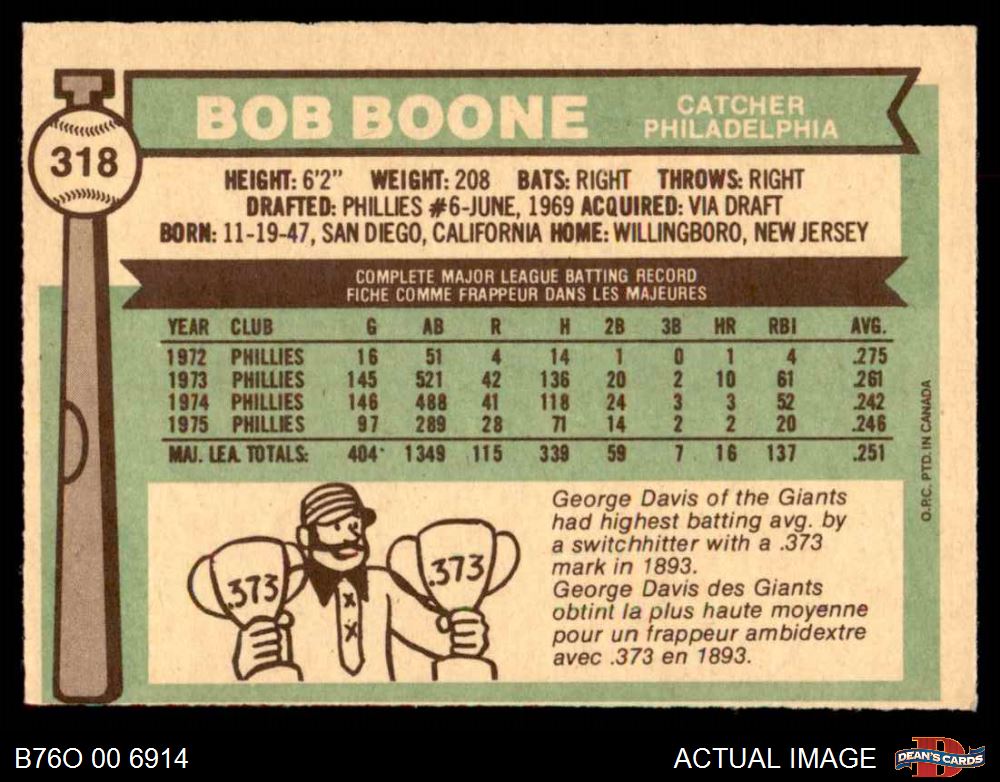 BOB BOONE
CATCHER
PHILADELPHIA
318
HEIGHT: 6'2" WEIGHT: 208 BATS: RIGHT THROWS: RIGHT
DRAFTED: PHILLIES #6-JUNE, 1969 ACQUIRED: VIA DRAFT
BORN: 11-19-47, SAN DIEGO, CALIFORNIA HOME: WILLINGBORO, NEW JERSEY
COMPLETE MAJOR LEAGUE BATTING RECORD
FICHE COMME FRAPPEUR DANS LES MAJEURES
YEAR CLUB G AB R H 2B 3B HR RBI AVG.
1972 PHILLIES 16 51 4 14 1 0 1 4 .275
1973 PHILLIES 145 521 42 136 20 2 10 61 .261
1974 PHILLIES 146 488 41 118 24 3 3 52 .242
1975 PHILLIES 97 289 28 71 14 2 2 20 .246
MAJ. LEA. TOTALS: 404 1349 115 339 59 7 16 137 .251
O.P.C. PTD. IN CANADA
.373
.373
George Davis of the Giants
had highest batting avg. by
a switchhitter with a .373
mark in 1893.
George Davis des Giants
obtint la plus haute moyenne
pour un frappeur ambidextre
avec .373 en 1893.
B76O 00 6914
ACTUAL IMAGE
D
DEAN'S CARDS